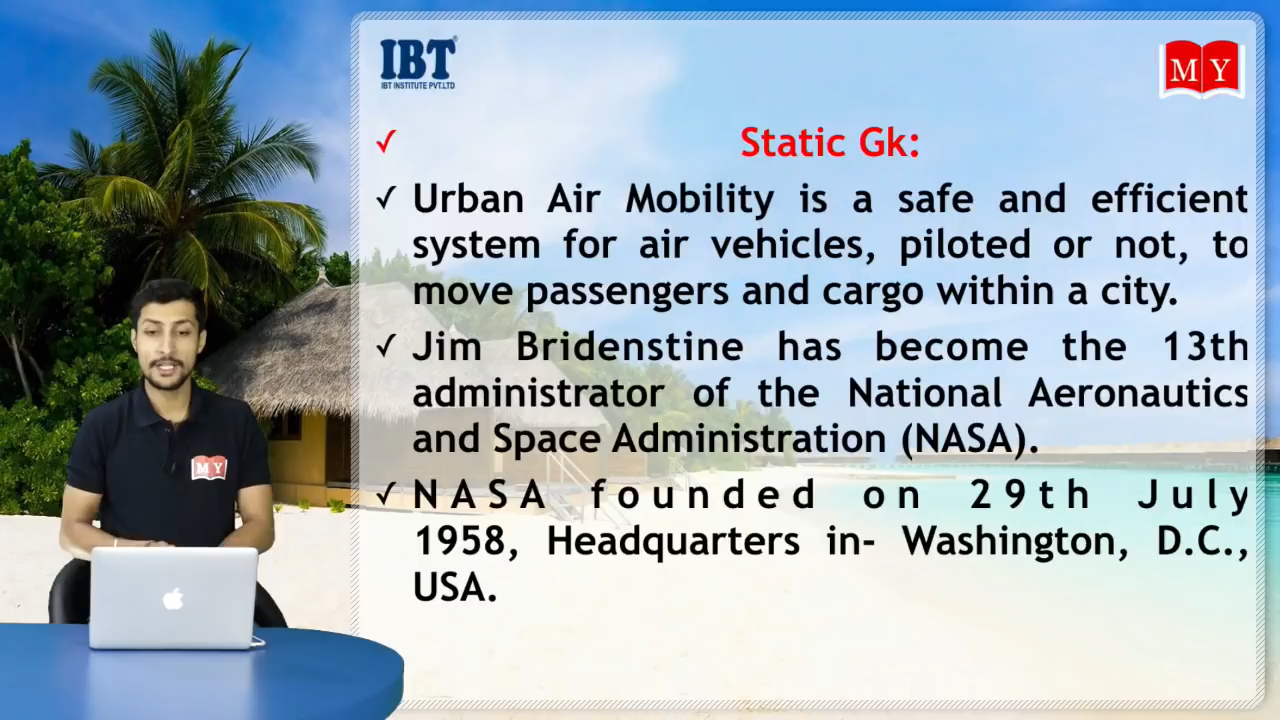 IBT
IBT INSTITUTE PVT.LTD
M Y
✓ Static Gk:
✓ Urban Air Mobility is a safe and efficient
system for air vehicles, piloted or not, to
move passengers and cargo within a city.
✓ Jim Bridenstine has become the 13th
administrator of the National Aeronautics
and Space Administration (NASA).
✓ NASA founded on 29th July
1958, Headquarters in- Washington, D.C.,
USA.
M Y